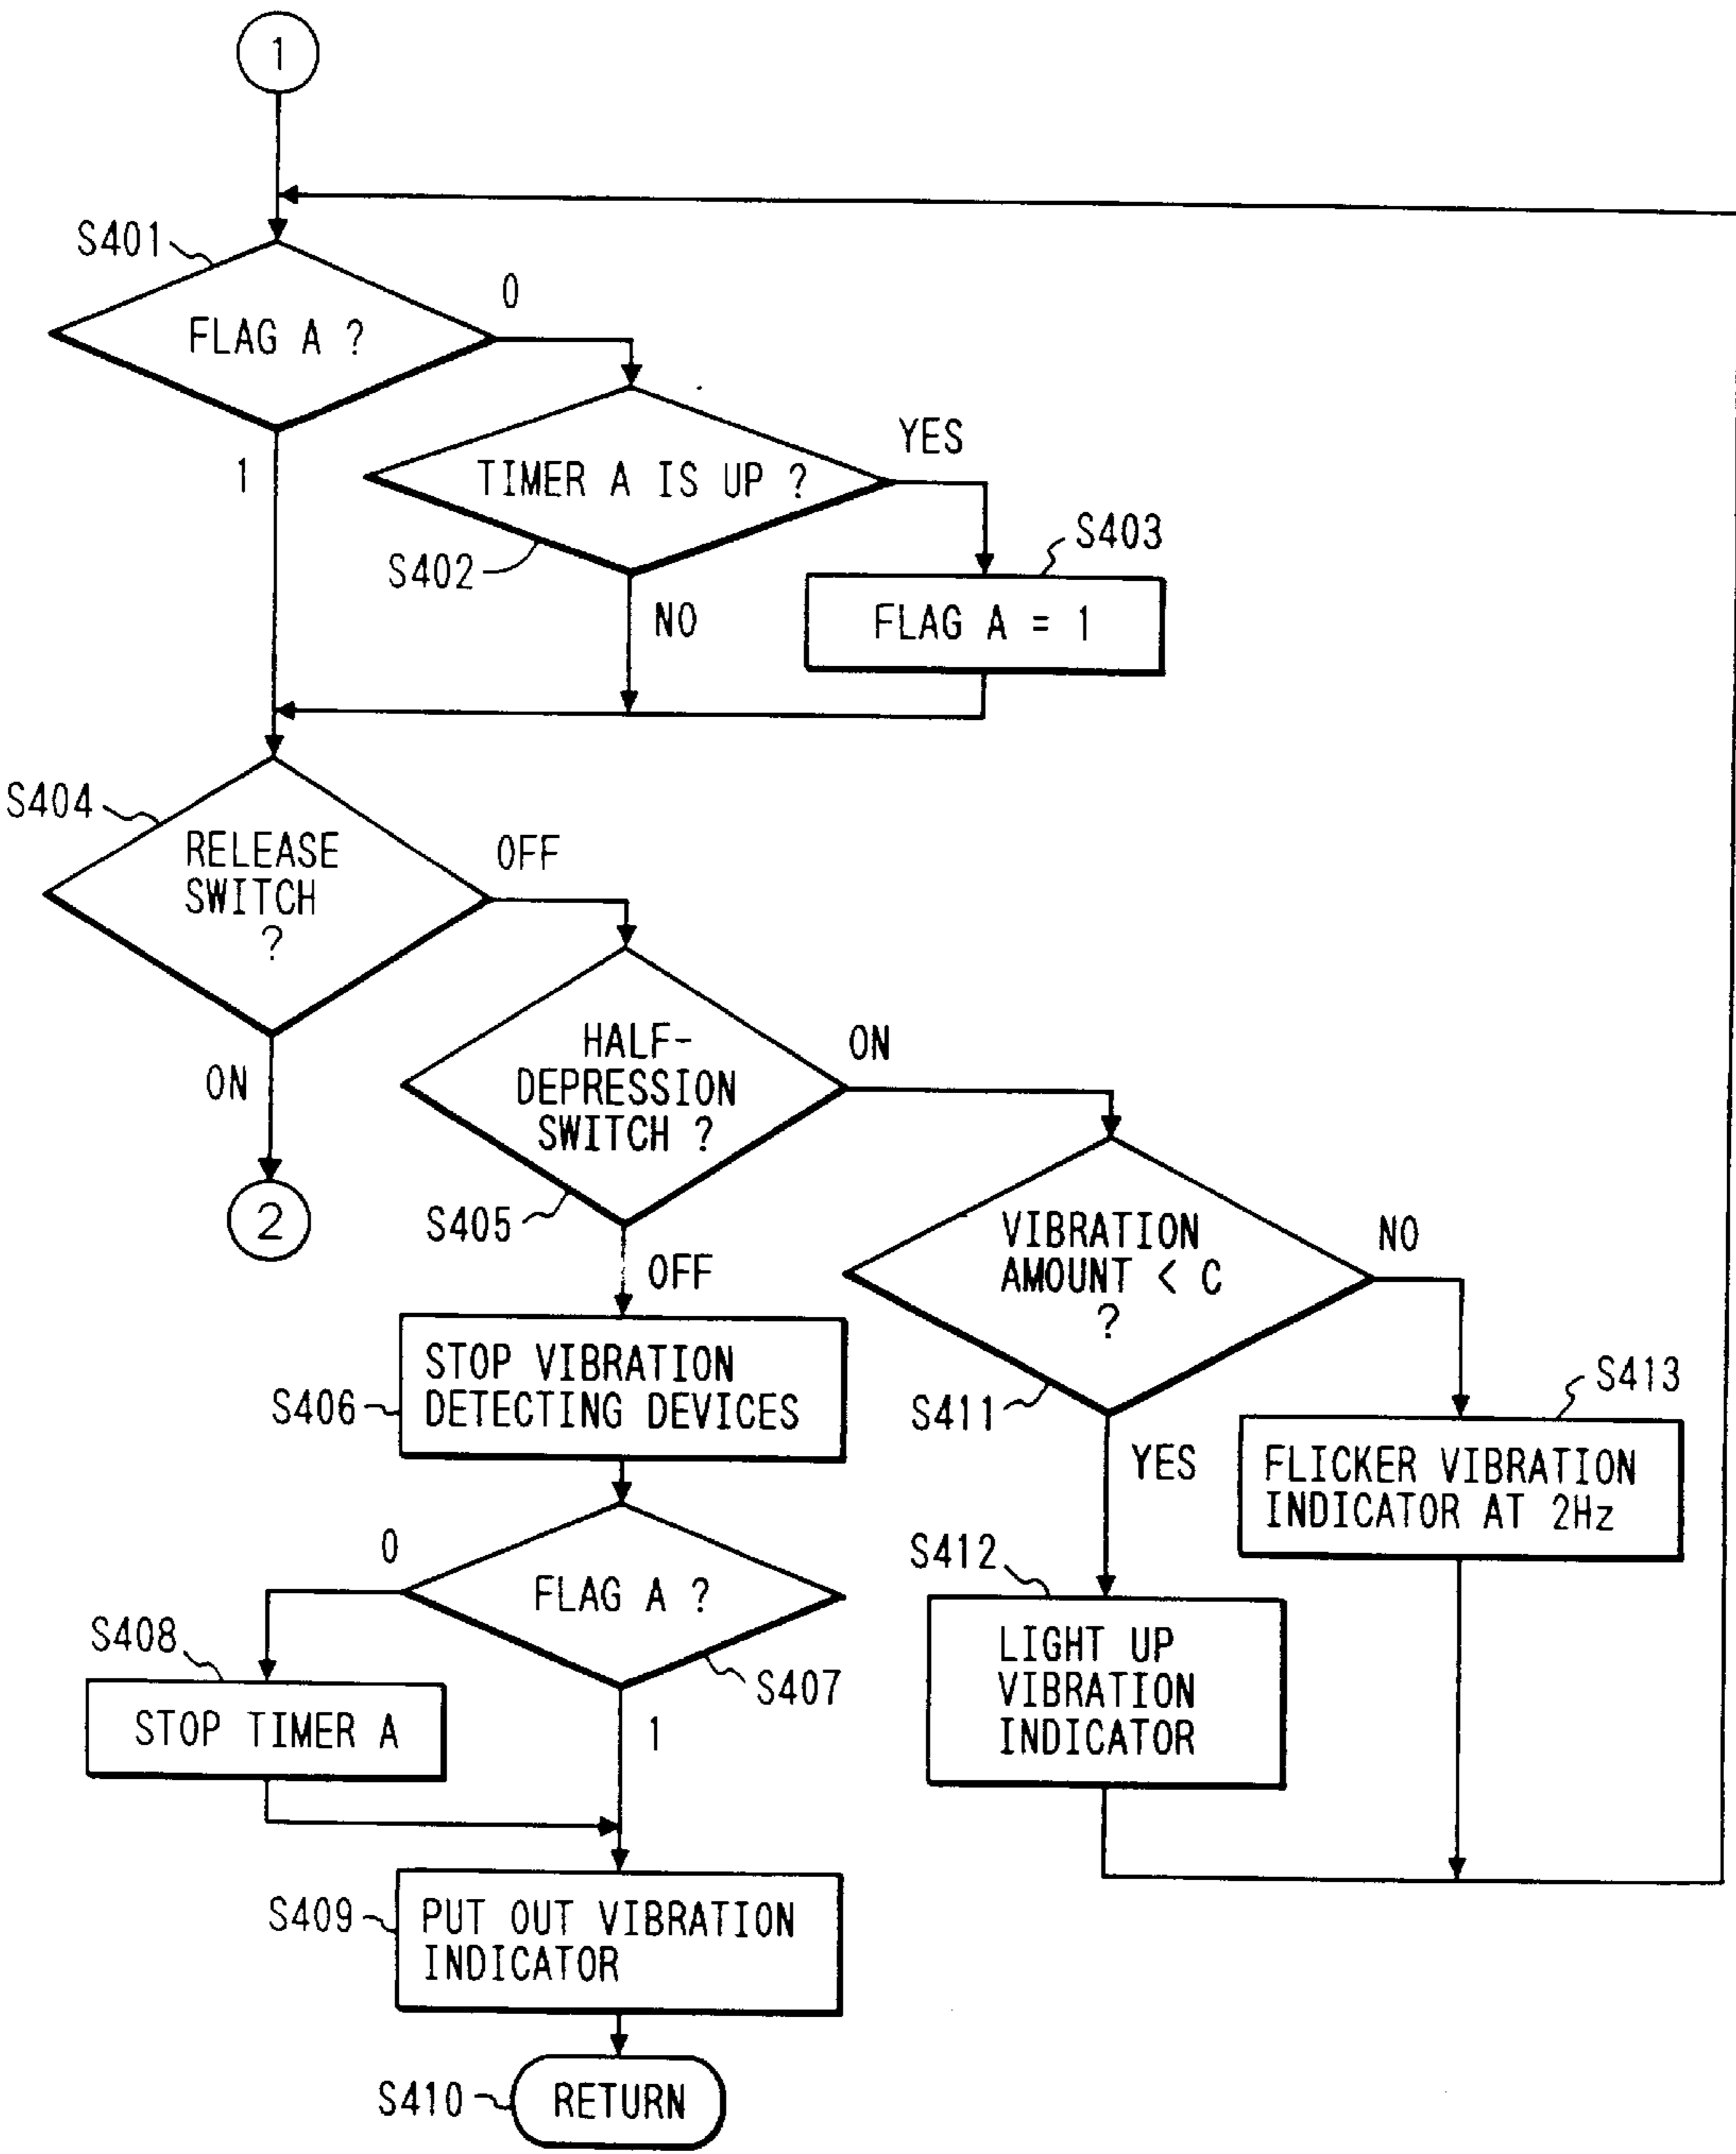 1
S401
FLAG A ?
0
1
TIMER A IS UP ?
YES
S402
NO
S403
FLAG A = 1
S404
RELEASE
SWITCH
?
OFF
ON
2
HALF-
DEPRESSION
SWITCH ?
ON
S405
OFF
VIBRATION
AMOUNT < C
?
NO
S411
YES
S406
STOP VIBRATION
DETECTING DEVICES
S413
FLICKER VIBRATION
INDICATOR AT 2Hz
0
FLAG A ?
S407
1
S408
STOP TIMER A
S412
LIGHT UP
VIBRATION
INDICATOR
S409
PUT OUT VIBRATION
INDICATOR
S410
RETURN